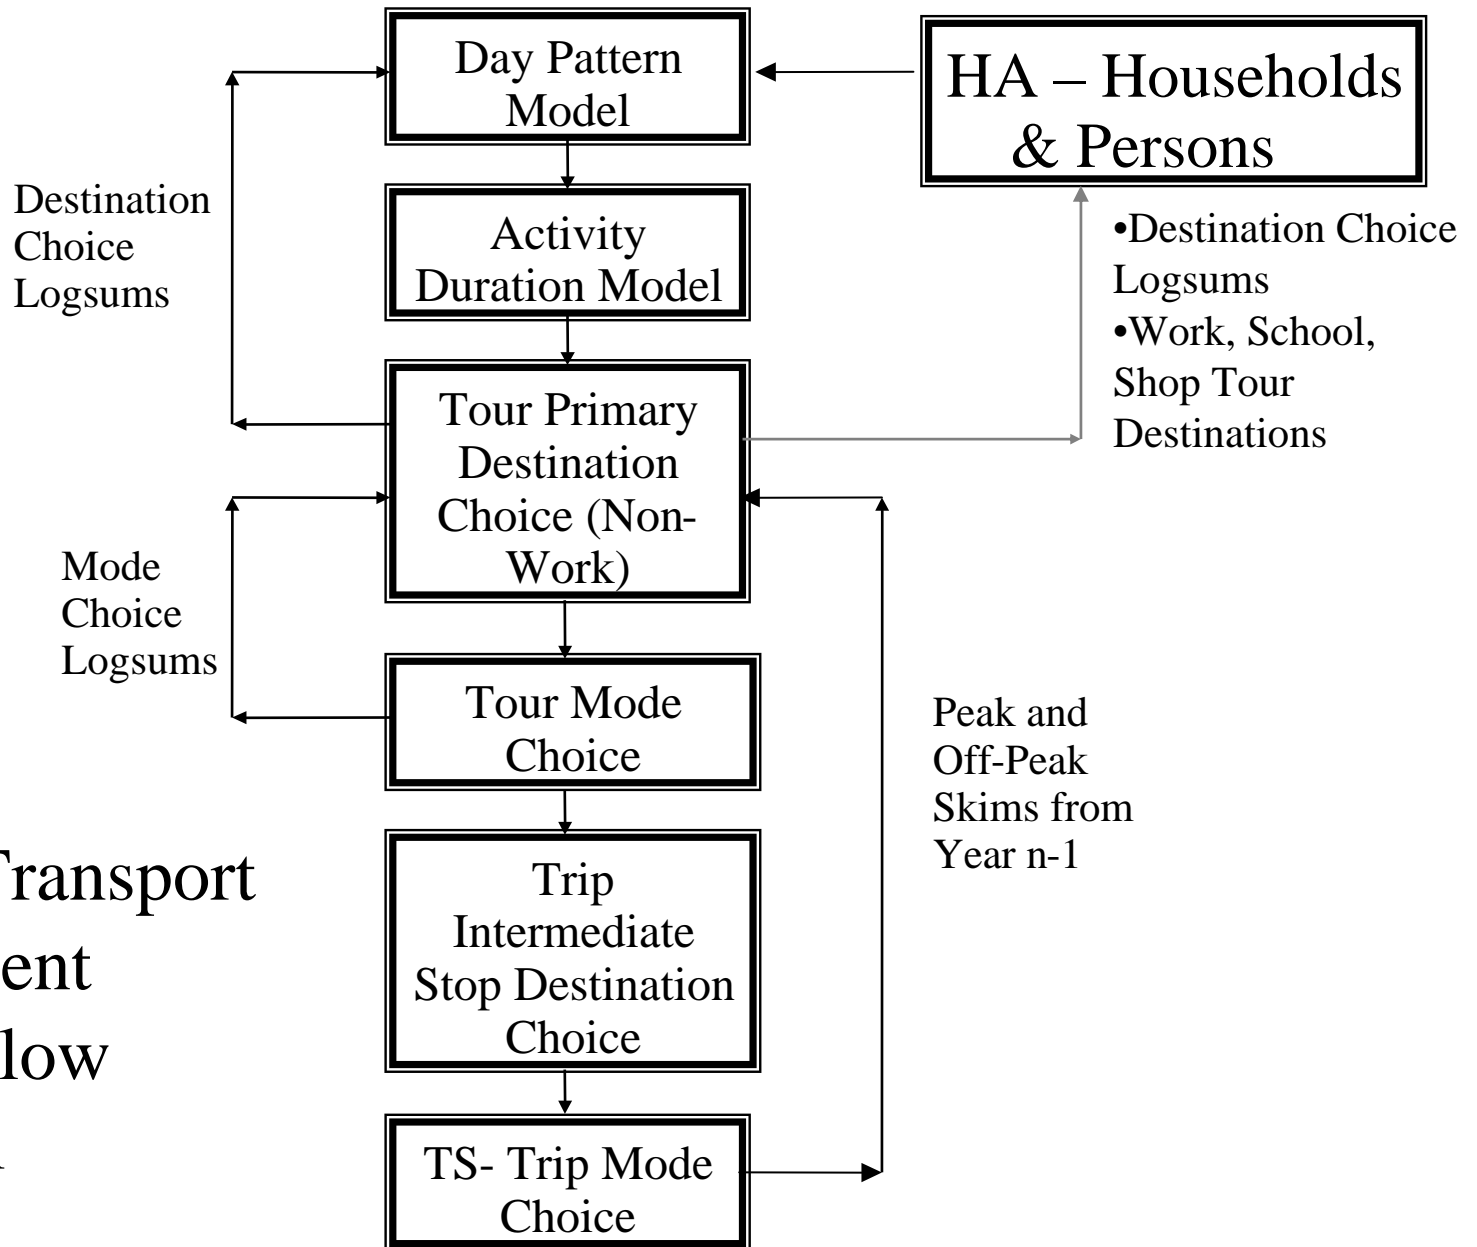 Day Pattern
Model
HA – Households
& Persons
Destination
Choice
Logsums
Activity
Duration Model
•Destination Choice
Logsums
•Work, School,
Shop Tour
Destinations
Tour Primary
Destination
Choice (Non-
Work)
Mode
Choice
Logsums
Tour Mode
Choice
Peak and
Off-Peak
Skims from
Year n-1
Trip
Intermediate
Stop Destination
Choice
Transport
ent
low
TS- Trip Mode
Choice